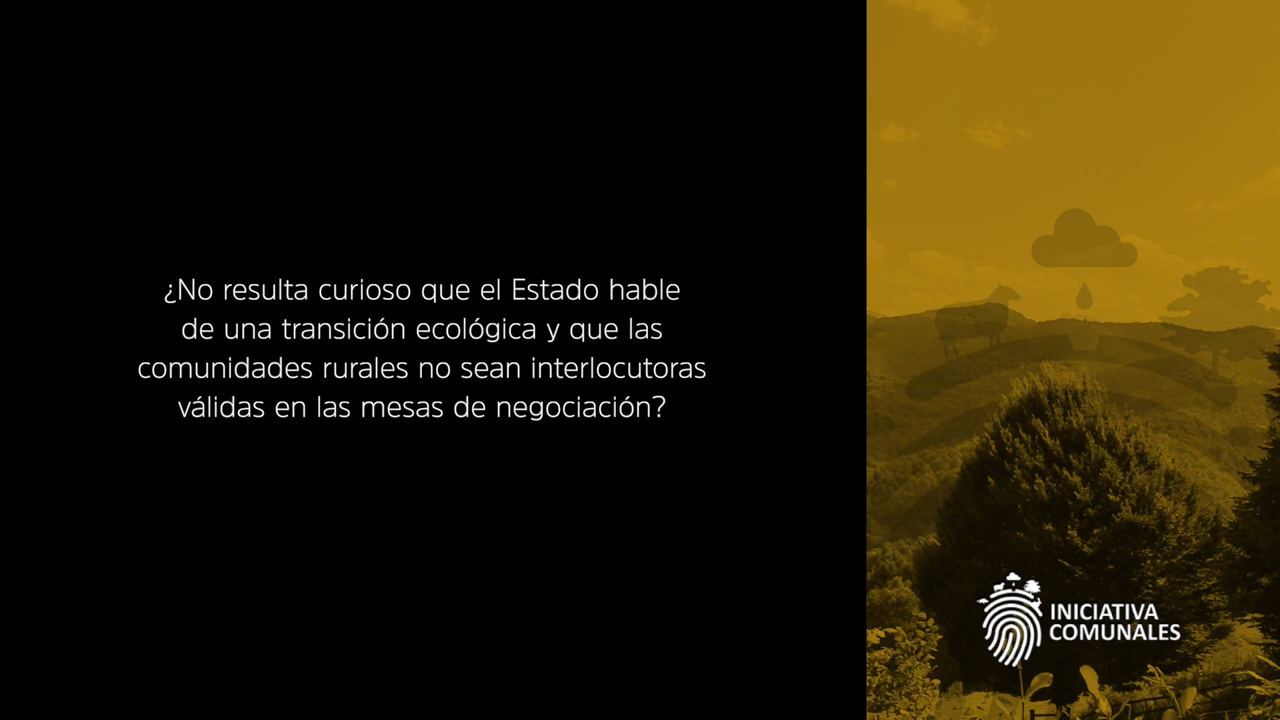 ¿No resulta curioso que el Estado hable
de una transición ecológica y que las
comunidades rurales no sean interlocutoras
válidas en las mesas de negociación?
INICIATIVA
COMUNALES